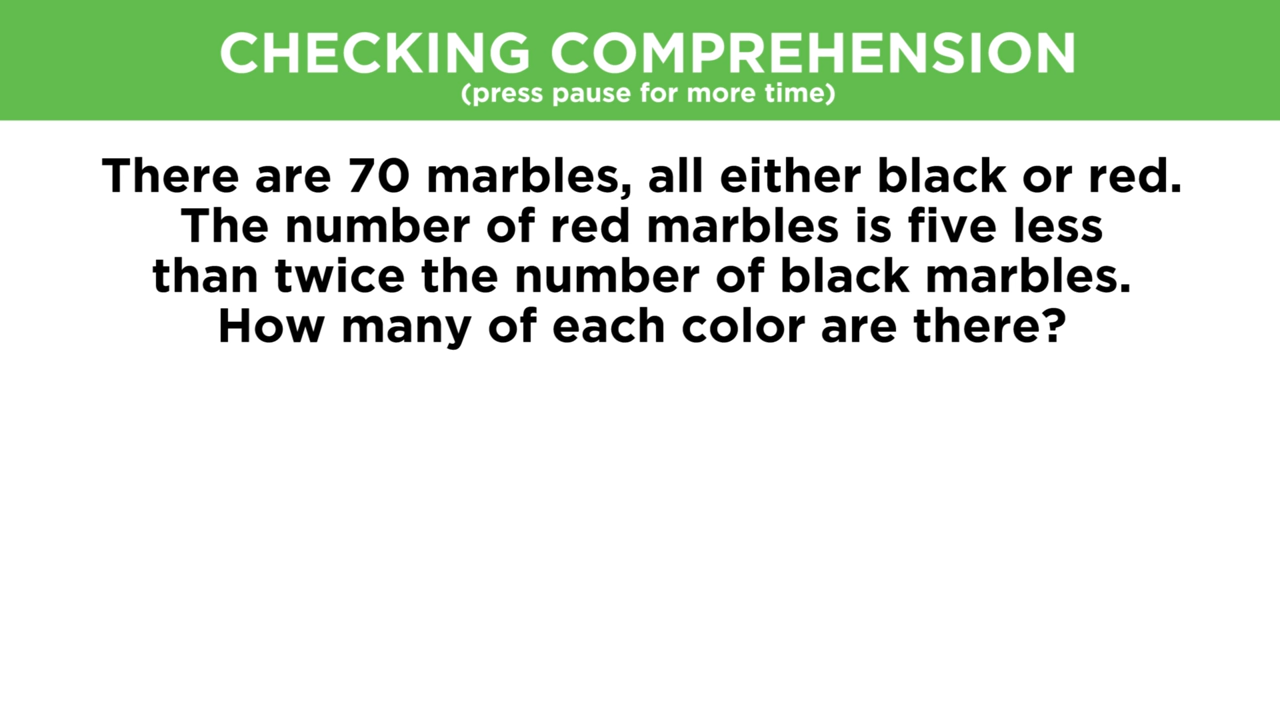 CHECKING COMPREHENSION
(press pause for more time)
There are 70 marbles, all either black or red.
The number of red marbles is five less
than twice the number of black marbles.
How many of each color are there?